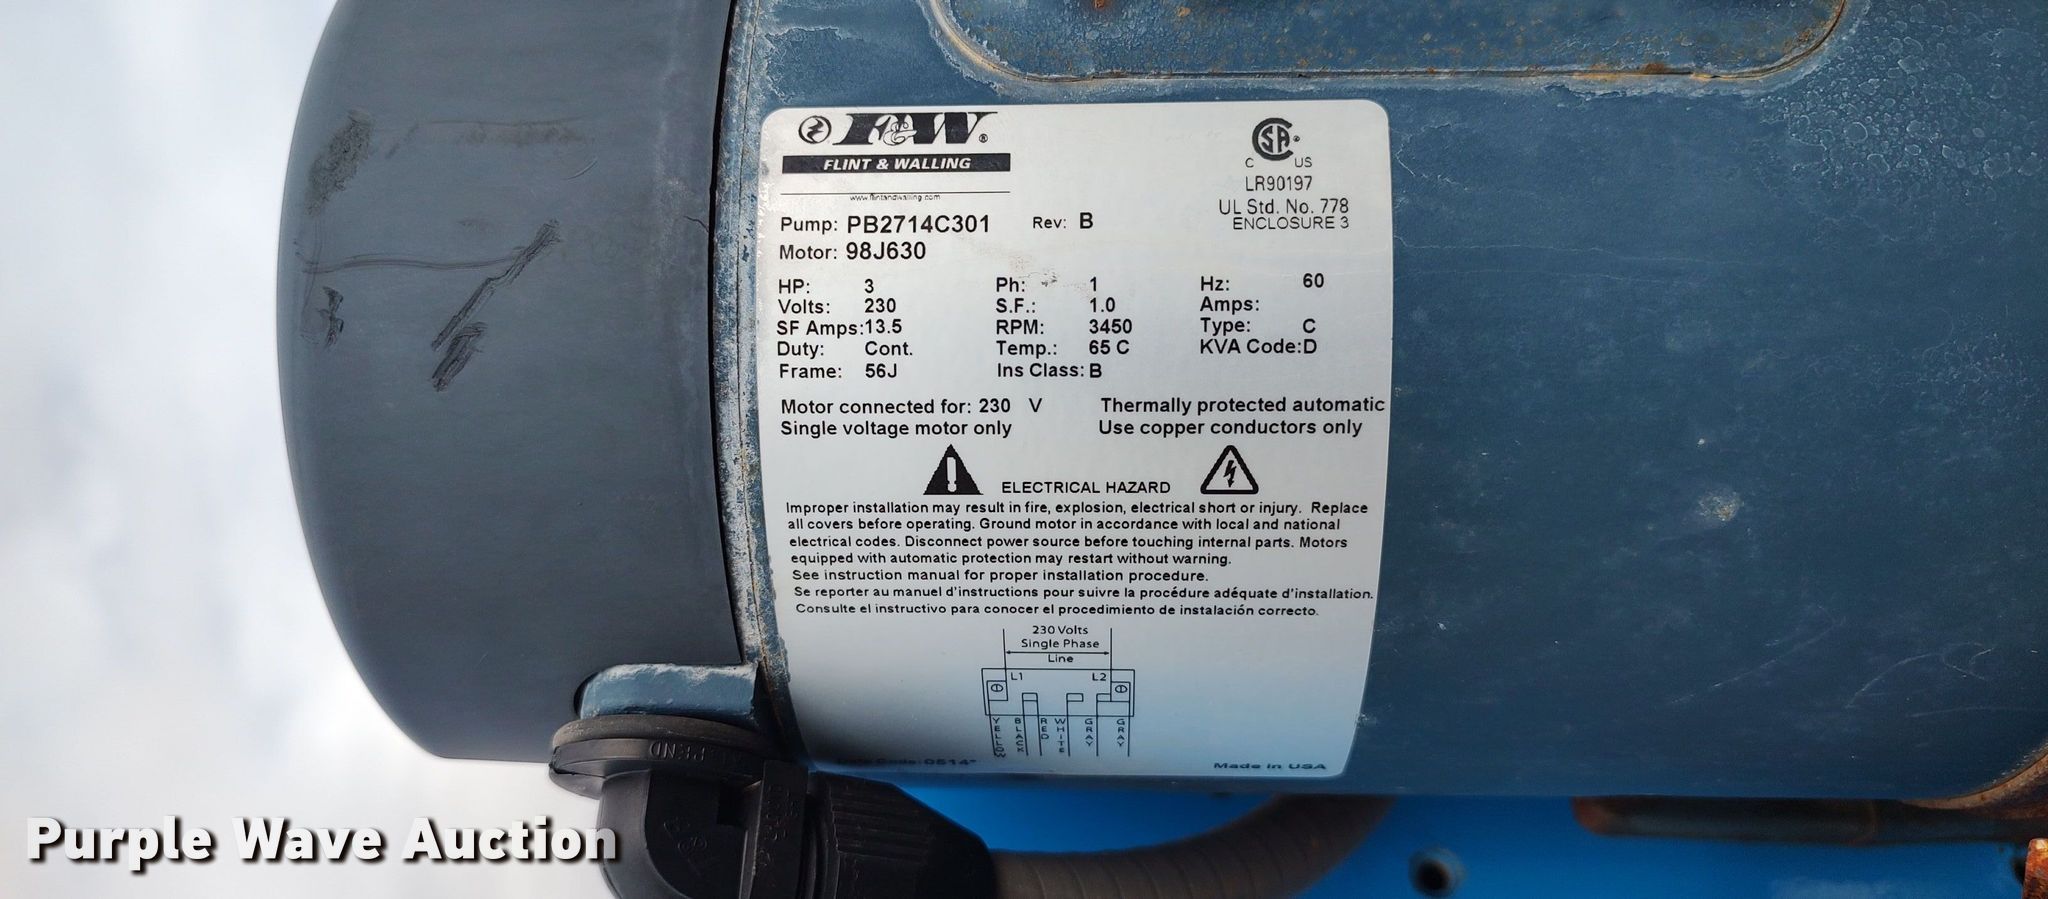 F&W®
FLINT & WALLING
www.flintandwalling.com
CSA®
C US
LR90197
UL Std. No. 778
ENCLOSURE 3
Pump: PB2714C301 Rev: B
Motor: 98J630
HP: 3 Ph: 1 Hz: 60
Volts: 230 S.F.: 1.0 Amps:
SF Amps:13.5 RPM: 3450 Type: C
Duty: Cont. Temp.: 65 C KVA Code:D
Frame: 56J Ins Class: B
Motor connected for: 230 V Thermally protected automatic
Single voltage motor only Use copper conductors only
ELECTRICAL HAZARD
Improper installation may result in fire, explosion, electrical short or injury. Replace
all covers before operating. Ground motor in accordance with local and national
electrical codes. Disconnect power source before touching internal parts. Motors
equipped with automatic protection may restart without warning.
See instruction manual for proper installation procedure.
Se reporter au manuel d'instructions pour suivre la procédure adéquate d'installation.
Consulte el instructivo para conocer el procedimiento de instalación correcto.
230 Volts
Single Phase
Line
L1 L2
YELLOW BLACK RED WHITE GRAY GRAY
Date Code: 0514* Made in USA
Purple Wave Auction